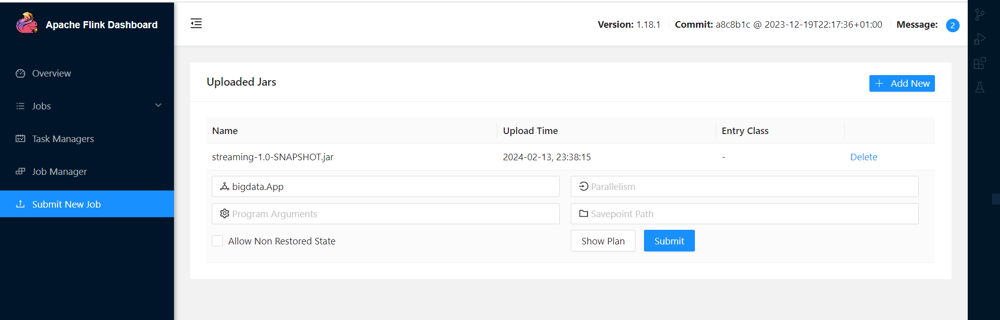 Apache Flink Dashboard
Version: 1.18.1 Commit: a8c8b1c @ 2023-12-19T22:17:36+01:00 Message: 2
Overview
Jobs
Task Managers
Job Manager
Submit New Job
Uploaded Jars
+ Add New
Name Upload Time Entry Class
streaming-1.0-SNAPSHOT.jar 2024-02-13, 23:38:15 - Delete
bigdata.App Parallelism
Program Arguments Savepoint Path
Allow Non Restored State Show Plan Submit